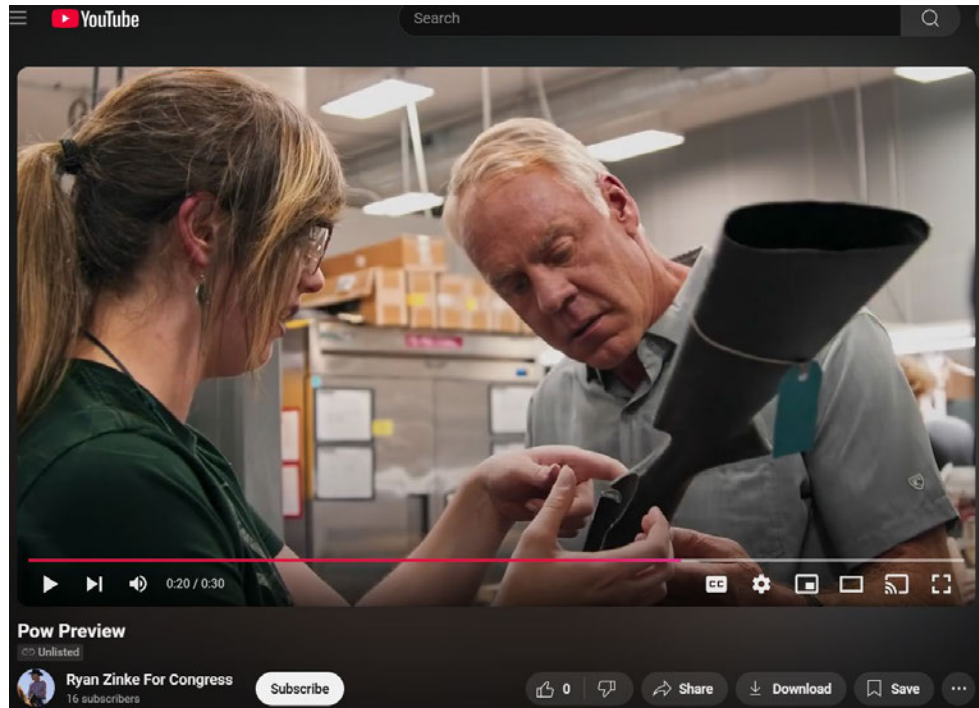 YouTube
Search
0:20 / 0:30
CC
Pow Preview
Unlisted
Ryan Zinke For Congress
16 subscribers
Subscribe
0
Share
Download
Save